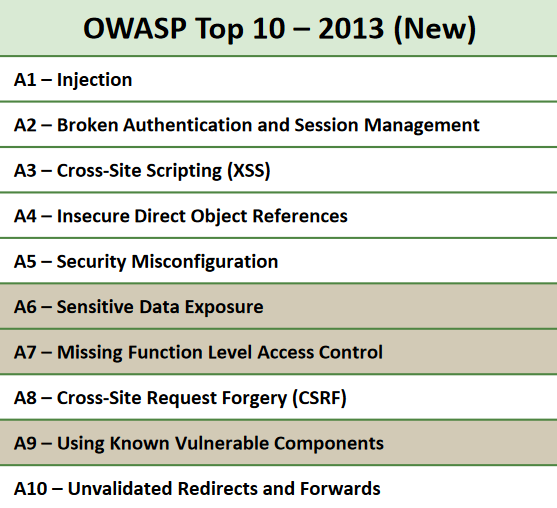 OWASP Top 10 – 2013 (New)
A1 – Injection
A2 – Broken Authentication and Session Management
A3 – Cross-Site Scripting (XSS)
A4 – Insecure Direct Object References
A5 – Security Misconfiguration
A6 – Sensitive Data Exposure
A7 – Missing Function Level Access Control
A8 – Cross-Site Request Forgery (CSRF)
A9 – Using Known Vulnerable Components
A10 – Unvalidated Redirects and Forwards